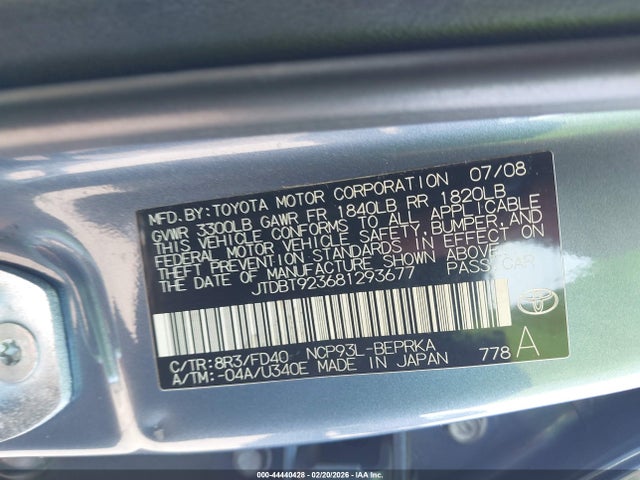 MFD. BY: TOYOTA MOTOR CORPORATION 07/08
GVWR 3300LB GAWR FR 1840LB RR 1820LB
THIS VEHICLE CONFORMS TO ALL APPLICABLE
FEDERAL MOTOR VEHICLE SAFETY, BUMPER, AND
THEFT PREVENTION STANDARDS IN EFFECT ON
THE DATE OF MANUFACTURE SHOWN ABOVE.
JTDBT923681293677 PASS CAR
C/TR: 8R3/FD40 NCP93L-BEPRKA
A/TM: -04A/U340E MADE IN JAPAN 778 A
000-44440428 - 02/20/2026 - IAA Inc.